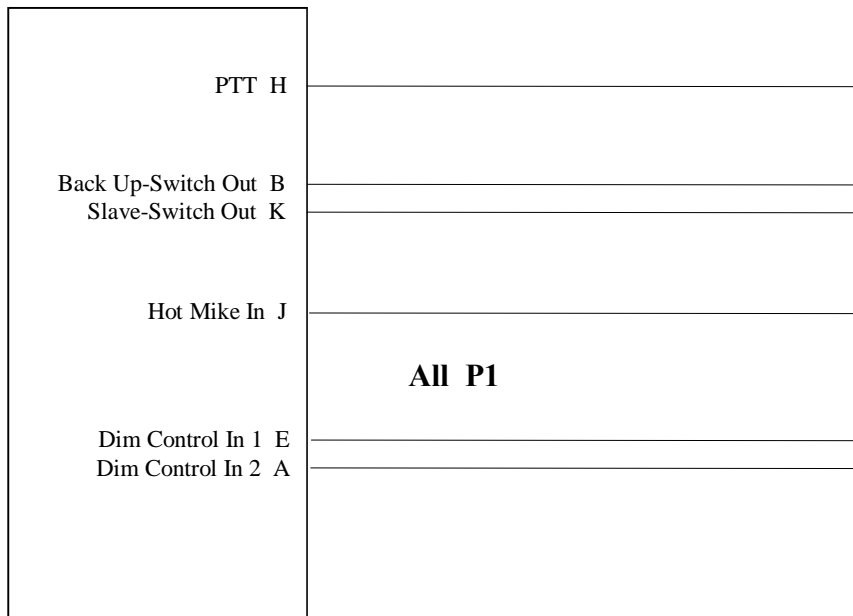 PTT H
Back Up-Switch Out B
Slave-Switch Out K
Hot Mike In J
All P1
Dim Control In 1 E
Dim Control In 2 A